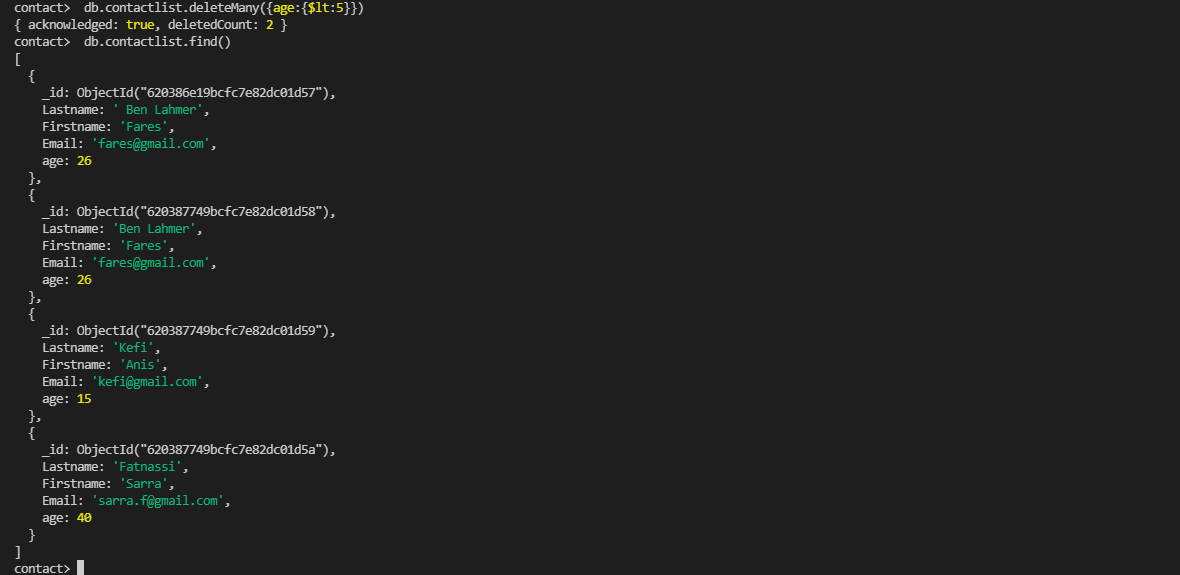 contact>  db.contactlist.deleteMany({age:{$lt:5}})
{ acknowledged: true, deletedCount: 2 }
contact>  db.contactlist.find()
[
  {
    _id: ObjectId("620386e19bcfc7e82dc01d57"),
    Lastname: ' Ben Lahmer',
    Firstname: 'Fares',
    Email: 'fares@gmail.com',
    age: 26
  },
  {
    _id: ObjectId("620387749bcfc7e82dc01d58"),
    Lastname: 'Ben Lahmer',
    Firstname: 'Fares',
    Email: 'fares@gmail.com',
    age: 26
  },
  {
    _id: ObjectId("620387749bcfc7e82dc01d59"),
    Lastname: 'Kefi',
    Firstname: 'Anis',
    Email: 'kefi@gmail.com',
    age: 15
  },
  {
    _id: ObjectId("620387749bcfc7e82dc01d5a"),
    Lastname: 'Fatnassi',
    Firstname: 'Sarra',
    Email: 'sarra.f@gmail.com',
    age: 40
  }
]
contact>